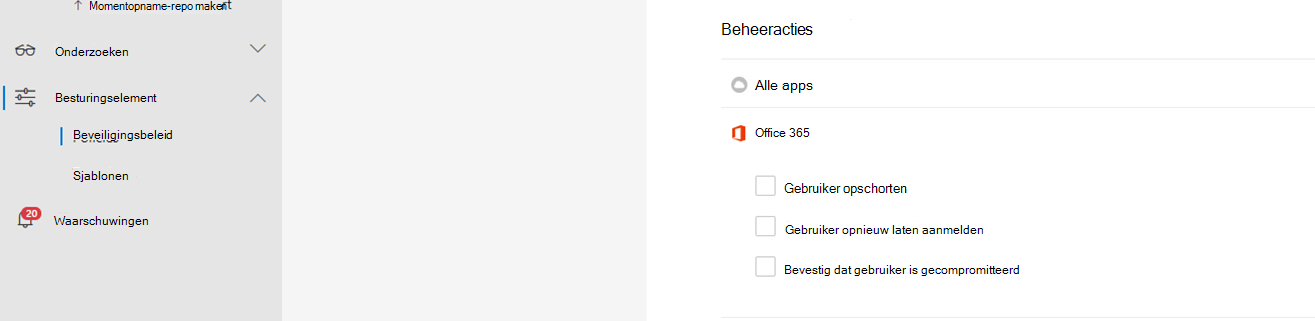 Momentopname-repo maken
Onderzoeken
Besturingselement
Beveiligingsbeleid
Sjablonen
20
Waarschuwingen
Beheeracties
Alle apps
Office 365
Gebruiker opschorten
Gebruiker opnieuw laten aanmelden
Bevestig dat gebruiker is gecompromitteerd